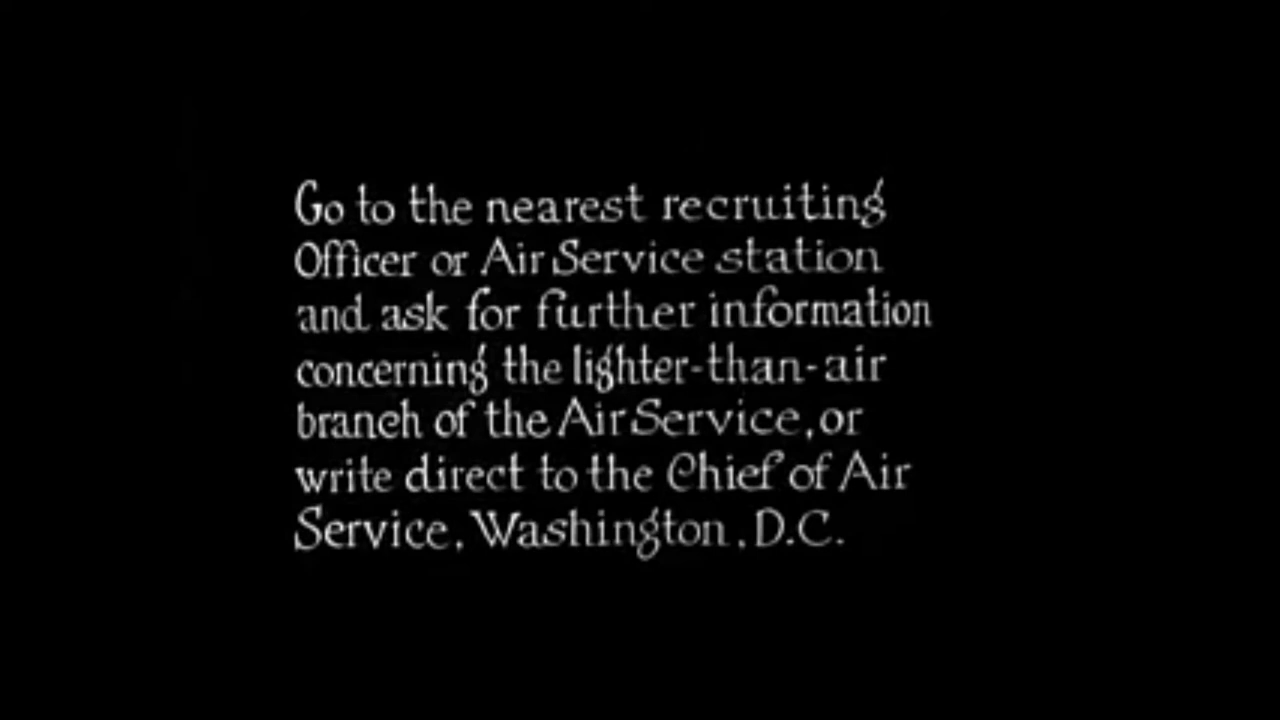 Go to the nearest recruiting
Officer or Air Service station
and ask for further information
concerning the lighter-than-air
branch of the Air Service, or
write direct to the Chief of Air
Service, Washington, D.C.